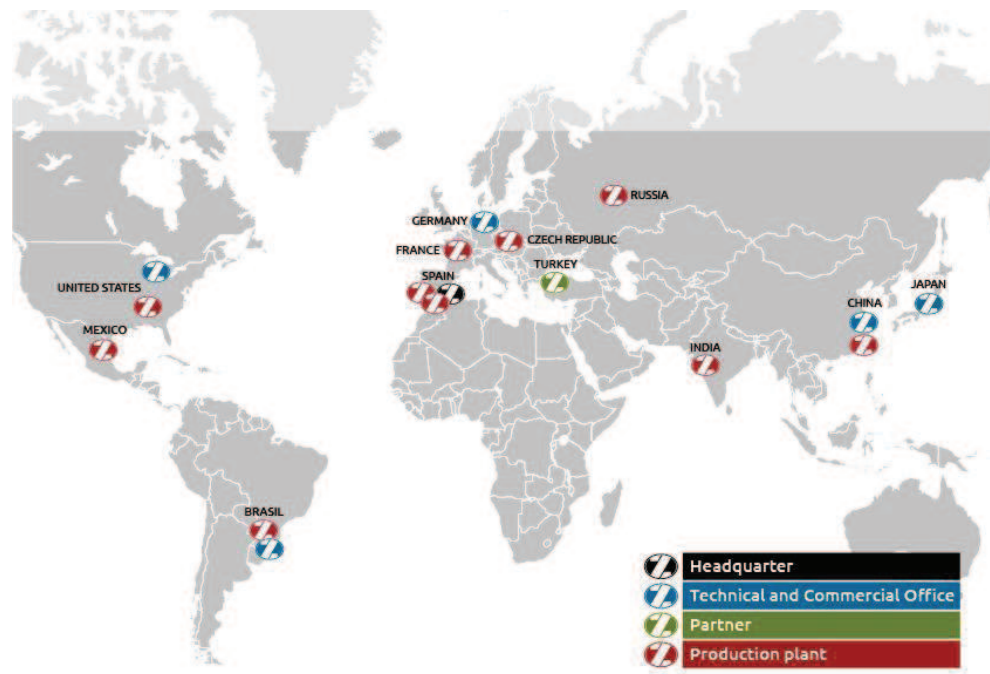 RUSSIA
GERMANY
CZECH REPUBLIC
FRANCE
TURKEY
SPAIN
UNITED STATES
JAPAN
CHINA
MEXICO
INDIA
BRASIL
Headquarter
Technical and Commercial Office
Partner
Production plant